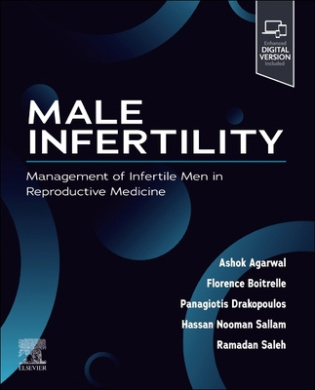 Enhanced
DIGITAL
VERSION
Included
MALE
INFERTILITY
Management of Infertile Men in
Reproductive Medicine
Ashok Agarwal
Florence Boitrelle
Panagiotis Drakopoulos
Hassan Nooman Sallam
Ramadan Saleh
ELSEVIER